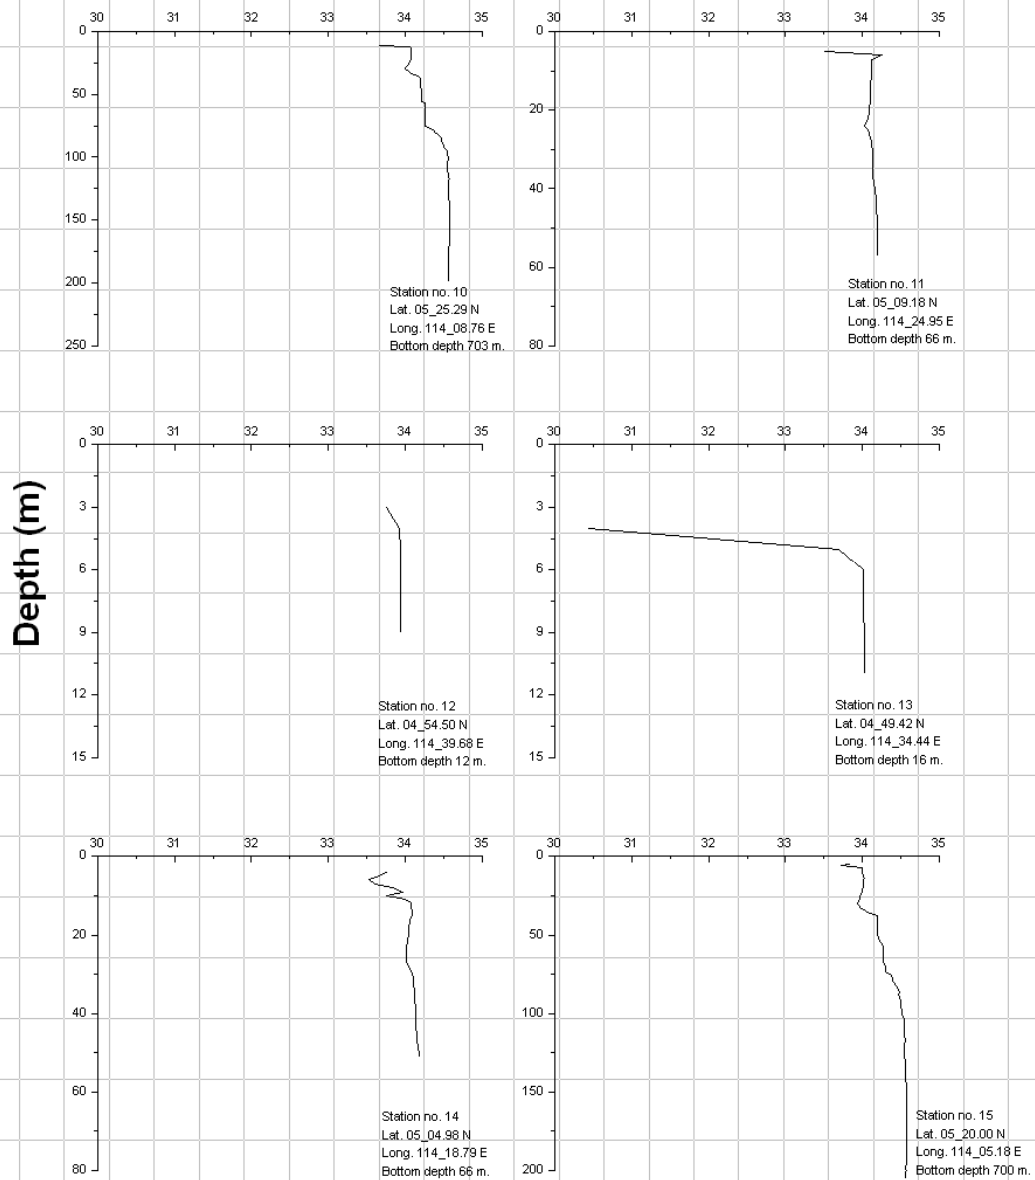 30 31 32 33 34 35
0
50
100
150
200
250
Station no. 10
Lat. 05_25.29 N
Long. 114_08.76 E
Bottom depth 703 m.
30 31 32 33 34 35
0
20
40
60
80
Station no. 11
Lat. 05_09.18 N
Long. 114_24.95 E
Bottom depth 66 m.
Depth (m)
30 31 32 33 34 35
0
3
6
9
12
15
Station no. 12
Lat. 04_54.50 N
Long. 114_39.68 E
Bottom depth 12 m.
30 31 32 33 34 35
0
3
6
9
12
15
Station no. 13
Lat. 04_49.42 N
Long. 114_34.44 E
Bottom depth 16 m.
30 31 32 33 34 35
0
20
40
60
80
Station no. 14
Lat. 05_04.98 N
Long. 114_18.79 E
Bottom depth 66 m.
30 31 32 33 34 35
0
50
100
150
200
Station no. 15
Lat. 05_20.00 N
Long. 114_05.18 E
Bottom depth 700 m.